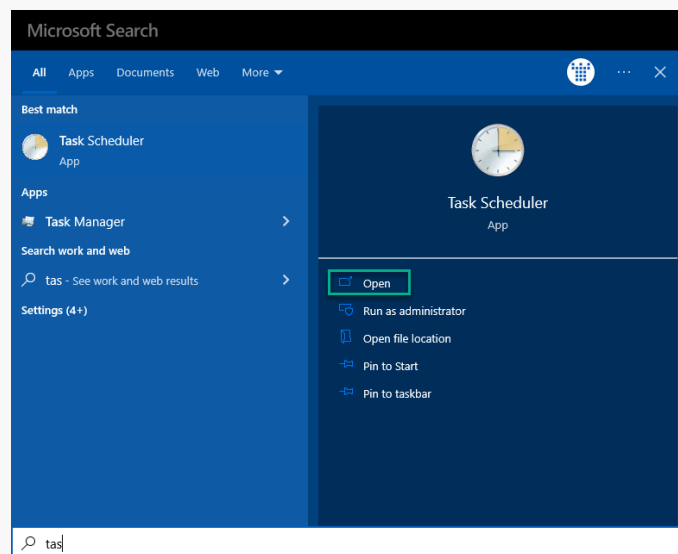 Microsoft Search
All Apps Documents Web More
Best match
Task Scheduler
App
Apps
Task Manager
Search work and web
tas - See work and web results
Settings (4+)
Task Scheduler
App
Open
Run as administrator
Open file location
Pin to Start
Pin to taskbar
tas